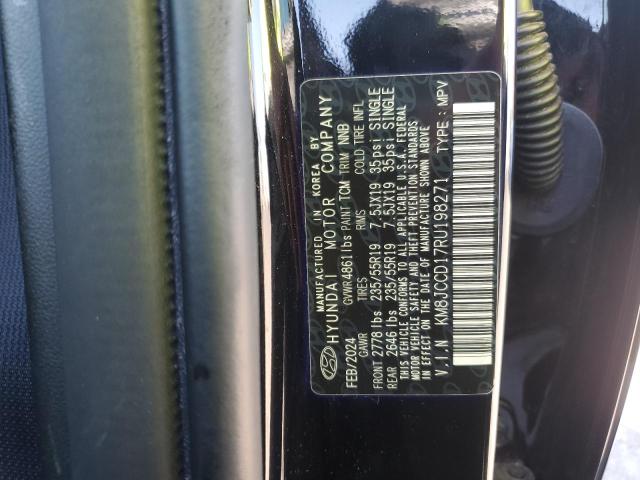 MANUFACTURED IN KOREA BY
HYUNDAI MOTOR COMPANY
FEB/2024 GVWR 4861 lbs PAINT TCM TRIM NNB
GAWR TIRES RIMS COLD TIRE INFL.
FRONT 2778 lbs 235/55R19 7.5JX19 35psi SINGLE
REAR 2646 lbs 235/55R19 7.5JX19 35psi SINGLE
THIS VEHICLE CONFORMS TO ALL APPLICABLE U.S.A. FEDERAL
MOTOR VEHICLE SAFETY AND THEFT PREVENTION STANDARDS
IN EFFECT ON THE DATE OF MANUFACTURE SHOWN ABOVE
V.I.N KM8JCCD17RU198271 TYPE : MPV